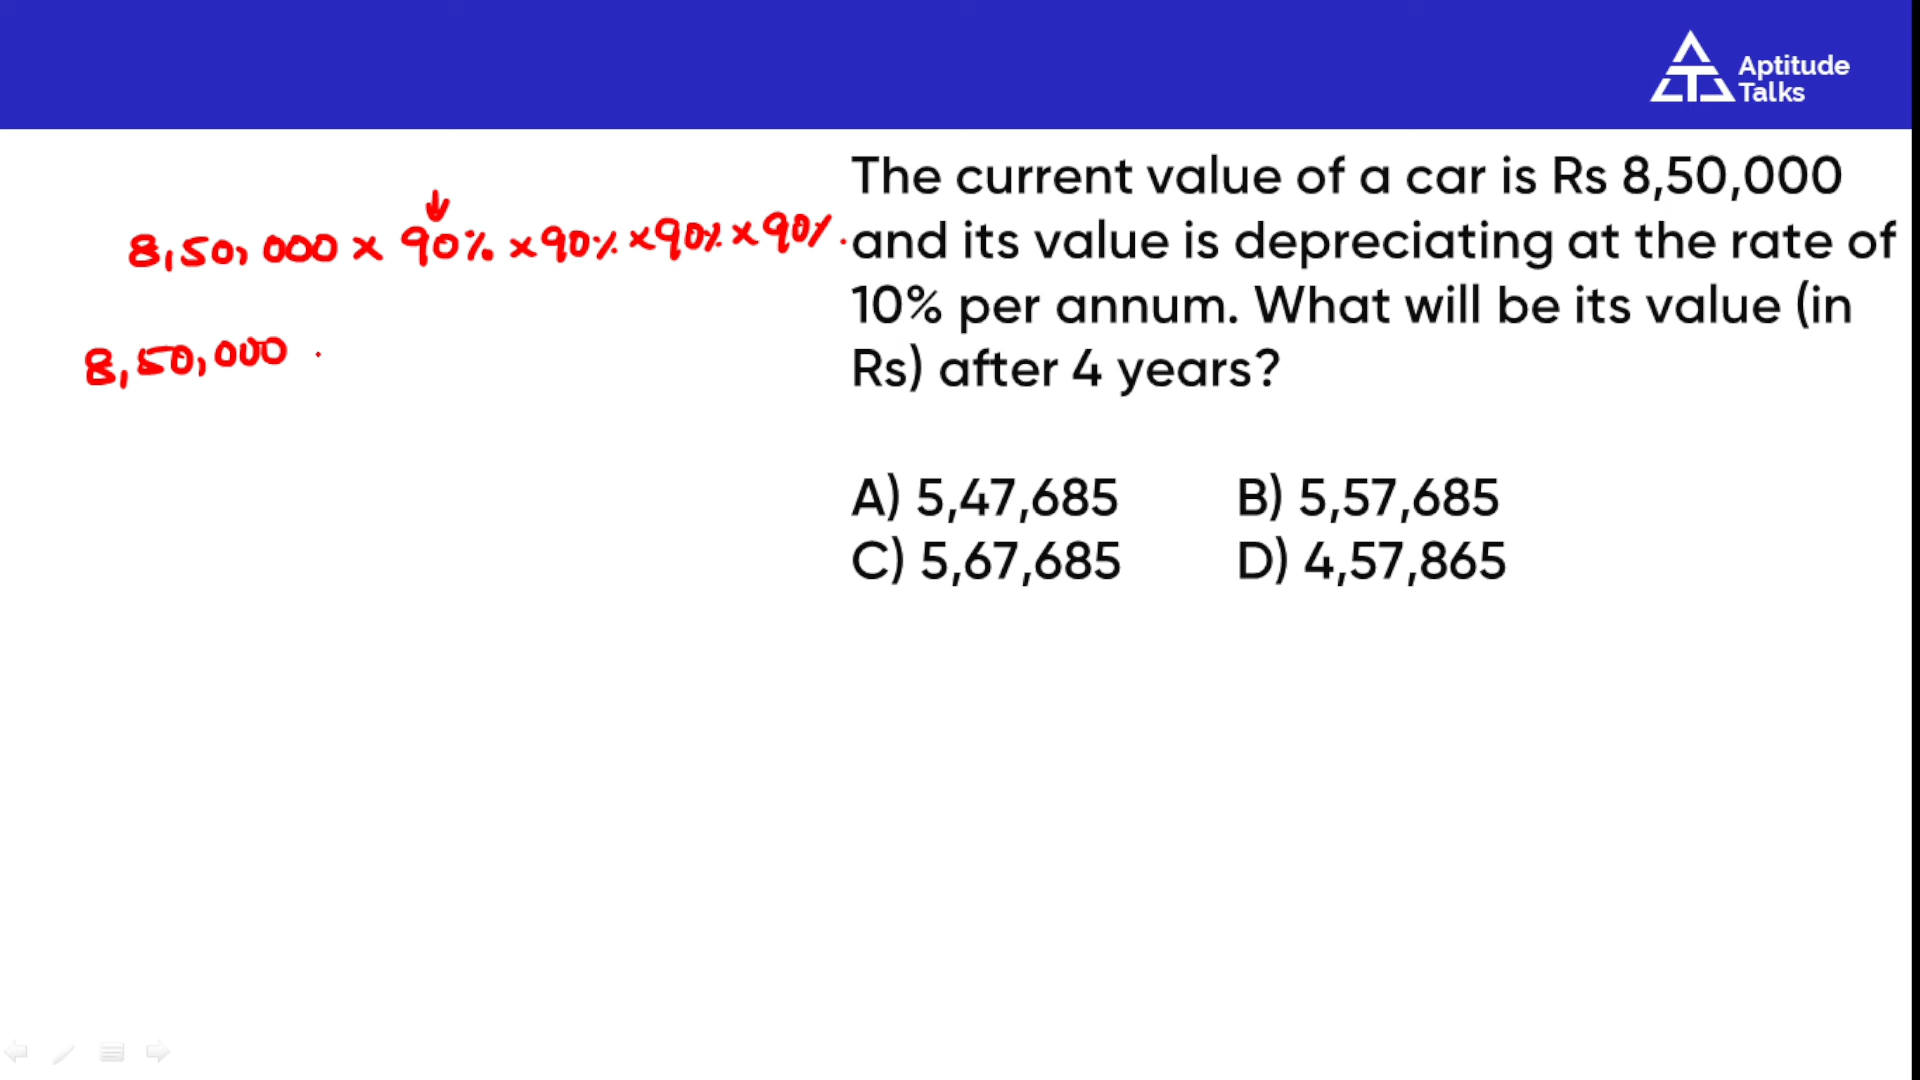 Aptitude
Talks
8,50,000 × 90% × 90% × 90% × 90%.
8,50,000
The current value of a car is Rs 8,50,000
and its value is depreciating at the rate of
10% per annum. What will be its value (in
Rs) after 4 years?
A) 5,47,685 B) 5,57,685
C) 5,67,685 D) 4,57,865